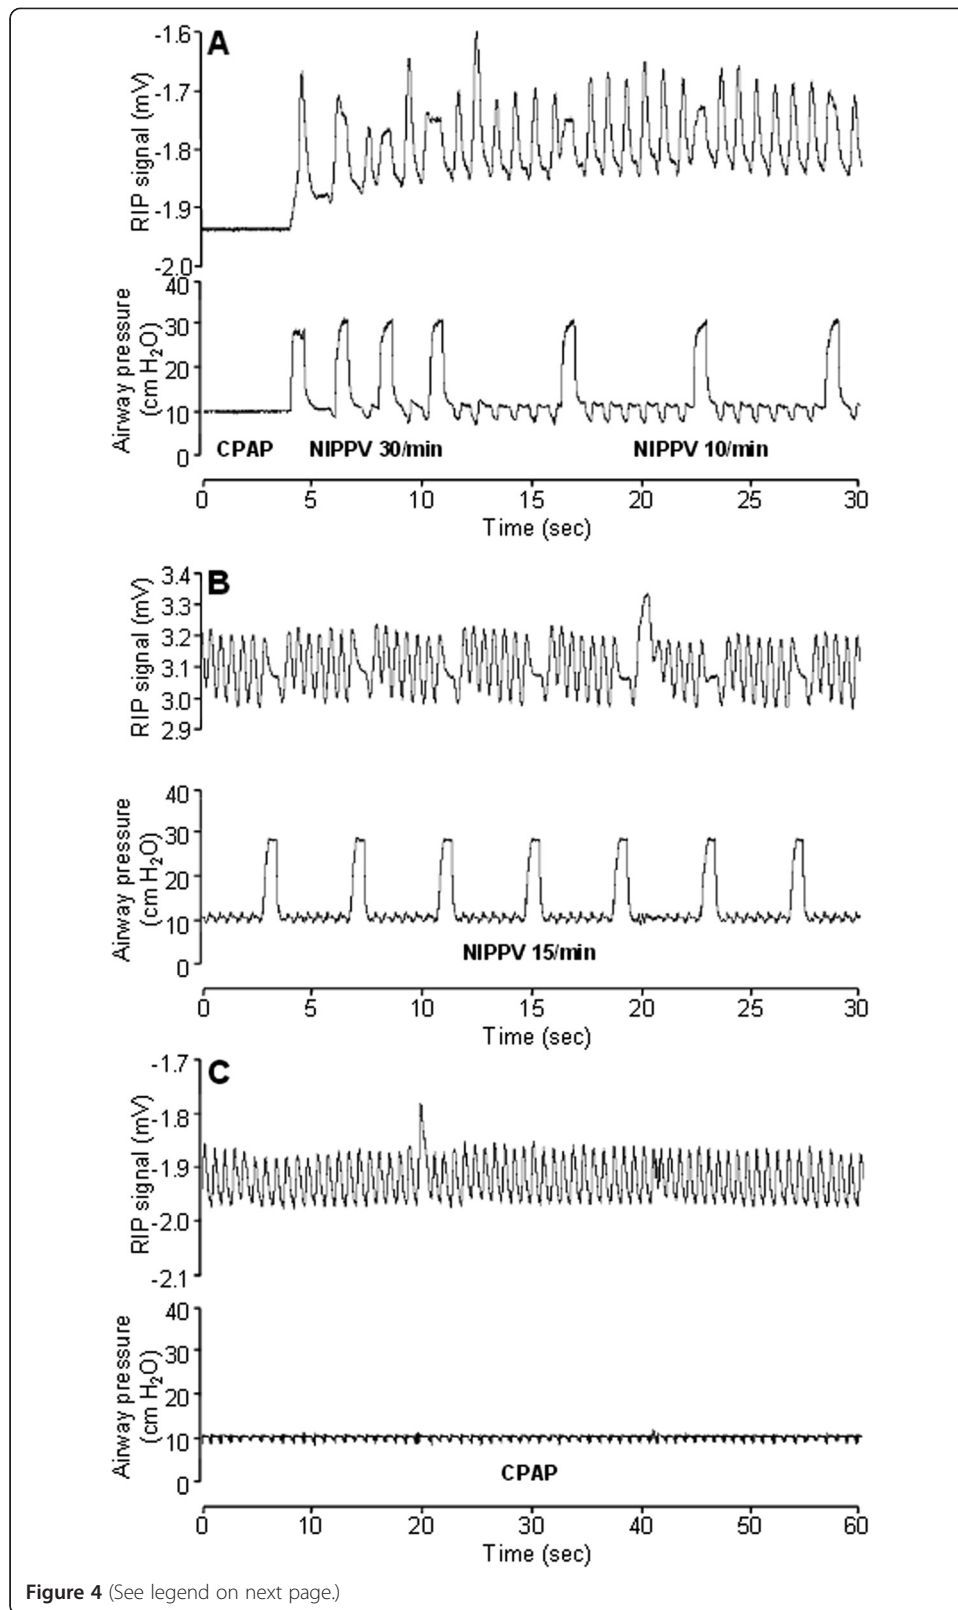 A
RIP signal (mV)
-1.6
-1.7
-1.8
-1.9
-2.0
Airway pressure
(cm H2O)
40
30
20
10
0
CPAP NIPPV 30/min NIPPV 10/min
0 5 10 15 20 25 30
Time (sec)
B
RIP signal (mV)
3.4
3.3
3.2
3.1
3.0
2.9
Airway pressure
(cm H2O)
40
30
20
10
0
NIPPV 15/min
0 5 10 15 20 25 30
Time (sec)
C
RIP signal (mV)
-1.7
-1.8
-1.9
-2.0
-2.1
Airway pressure
(cm H2O)
40
30
20
10
0
CPAP
0 10 20 30 40 50 60
Time (sec)
Figure 4 (See legend on next page.)